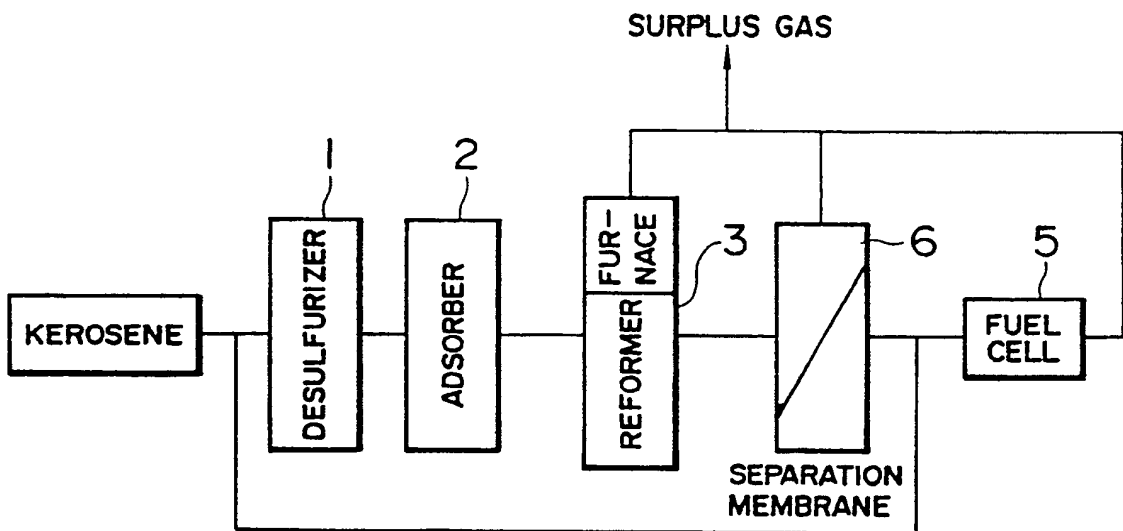 SURPLUS GAS
1
2
3
6
5
KEROSENE
DESULFURIZER
ADSORBER
FUR-
NACE
REFORMER
FUEL
CELL
SEPARATION
MEMBRANE